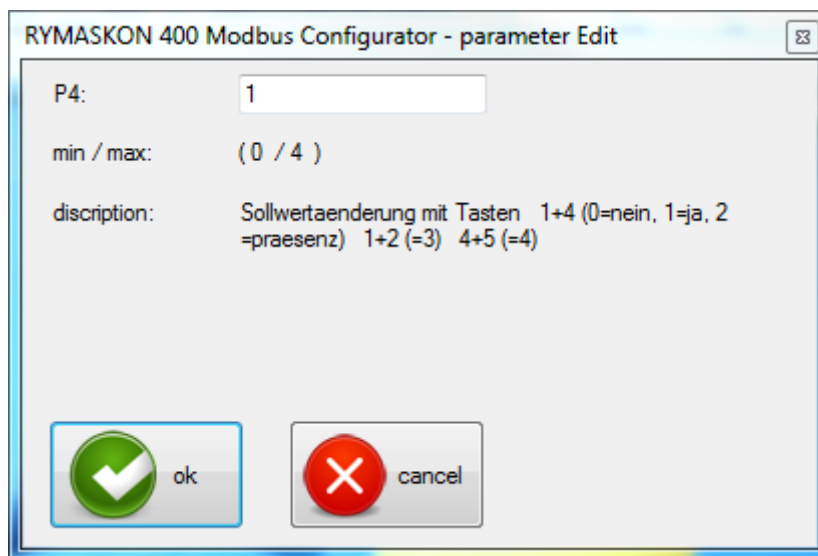 RYMASKON 400 Modbus Configurator - parameter Edit
P4: 1
min / max: ( 0 / 4 )
discription: Sollwertaenderung mit Tasten 1+4 (0=nein, 1=ja, 2
=praesenz) 1+2 (=3) 4+5 (=4)
ok cancel